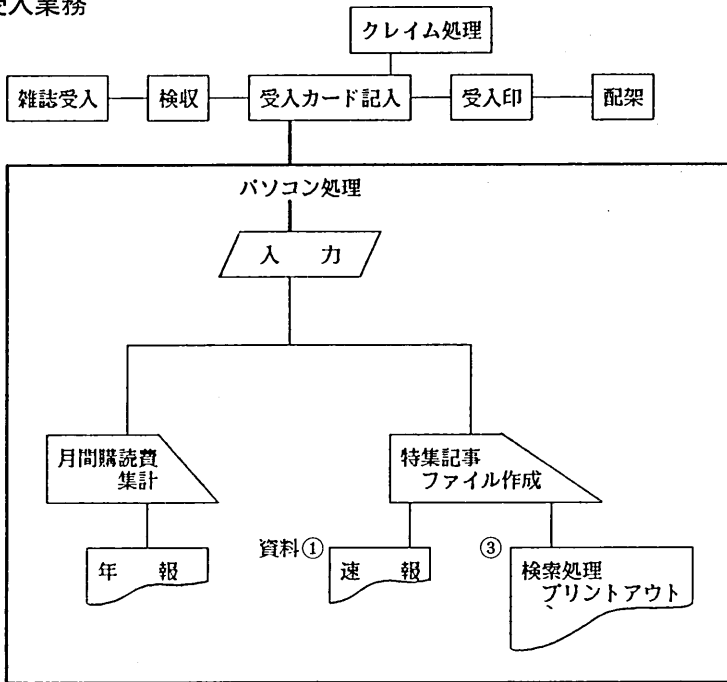 受入業務
クレイム処理
雑誌受入
検収
受入カード記入
受入印
配架
パソコン処理
入 力
月間購読費
集計
特集記事
ファイル作成
年 報
資料①
速 報
③
検索処理
プリントアウト